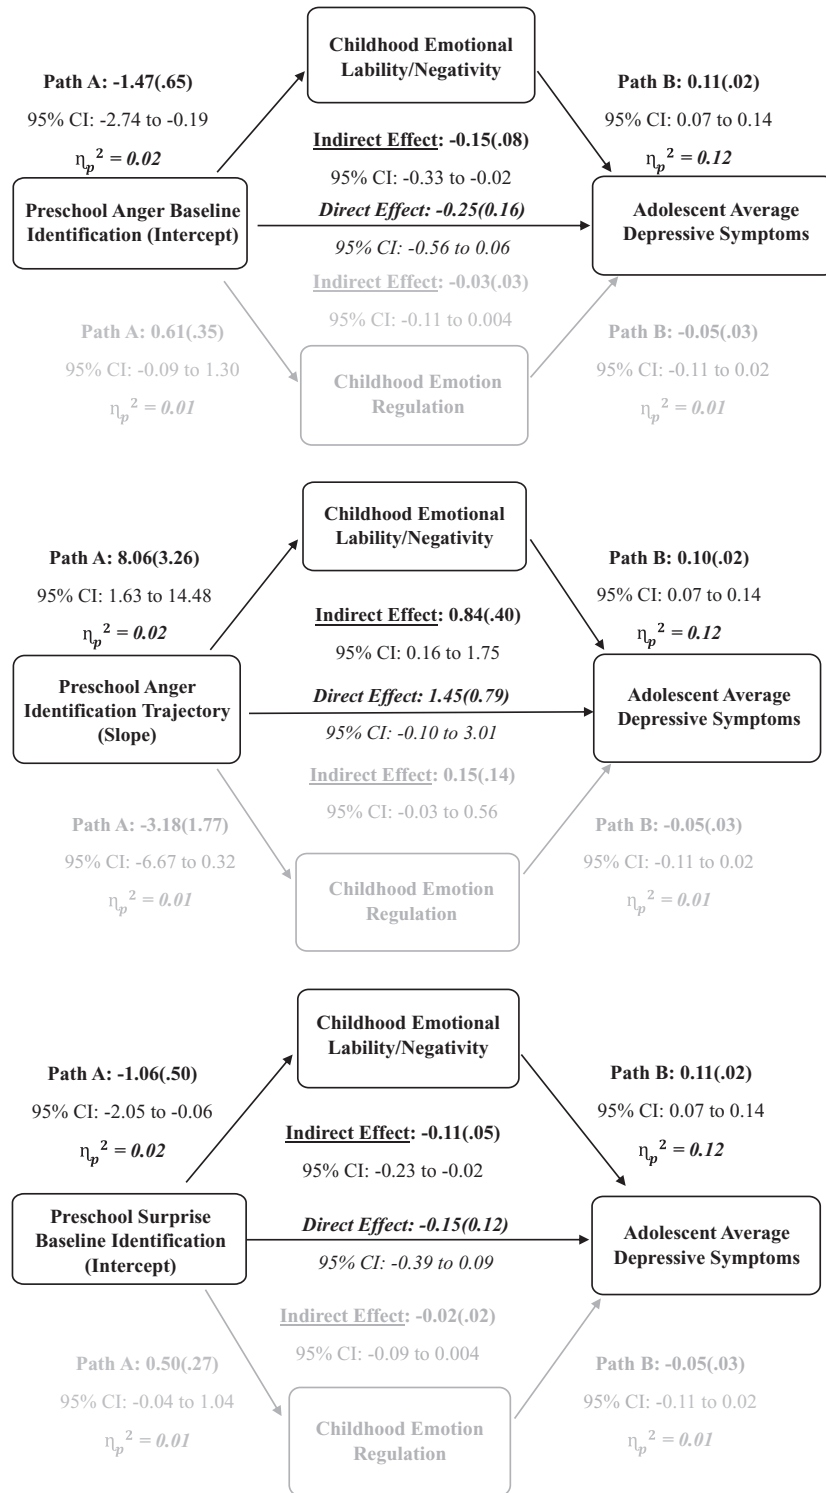 Childhood Emotional
Lability/Negativity
Path A: -1.47(.65)
95% CI: -2.74 to -0.19
ηp² = 0.02
Path B: 0.11(.02)
95% CI: 0.07 to 0.14
ηp² = 0.12
Indirect Effect: -0.15(.08)
95% CI: -0.33 to -0.02
Preschool Anger Baseline
Identification (Intercept)
Direct Effect: -0.25(0.16)
95% CI: -0.56 to 0.06
Adolescent Average
Depressive Symptoms
Indirect Effect: -0.03(.03)
95% CI: -0.11 to 0.004
Path A: 0.61(.35)
95% CI: -0.09 to 1.30
ηp² = 0.01
Childhood Emotion
Regulation
Path B: -0.05(.03)
95% CI: -0.11 to 0.02
ηp² = 0.01
Childhood Emotional
Lability/Negativity
Path A: 8.06(3.26)
95% CI: 1.63 to 14.48
ηp² = 0.02
Path B: 0.10(.02)
95% CI: 0.07 to 0.14
ηp² = 0.12
Indirect Effect: 0.84(.40)
95% CI: 0.16 to 1.75
Preschool Anger
Identification Trajectory
(Slope)
Direct Effect: 1.45(0.79)
95% CI: -0.10 to 3.01
Adolescent Average
Depressive Symptoms
Indirect Effect: 0.15(.14)
95% CI: -0.03 to 0.56
Path A: -3.18(1.77)
95% CI: -6.67 to 0.32
ηp² = 0.01
Childhood Emotion
Regulation
Path B: -0.05(.03)
95% CI: -0.11 to 0.02
ηp² = 0.01
Childhood Emotional
Lability/Negativity
Path A: -1.06(.50)
95% CI: -2.05 to -0.06
ηp² = 0.02
Path B: 0.11(.02)
95% CI: 0.07 to 0.14
ηp² = 0.12
Indirect Effect: -0.11(.05)
95% CI: -0.23 to -0.02
Preschool Surprise
Baseline Identification
(Intercept)
Direct Effect: -0.15(0.12)
95% CI: -0.39 to 0.09
Adolescent Average
Depressive Symptoms
Indirect Effect: -0.02(.02)
95% CI: -0.09 to 0.004
Path A: 0.50(.27)
95% CI: -0.04 to 1.04
ηp² = 0.01
Childhood Emotion
Regulation
Path B: -0.05(.03)
95% CI: -0.11 to 0.02
ηp² = 0.01